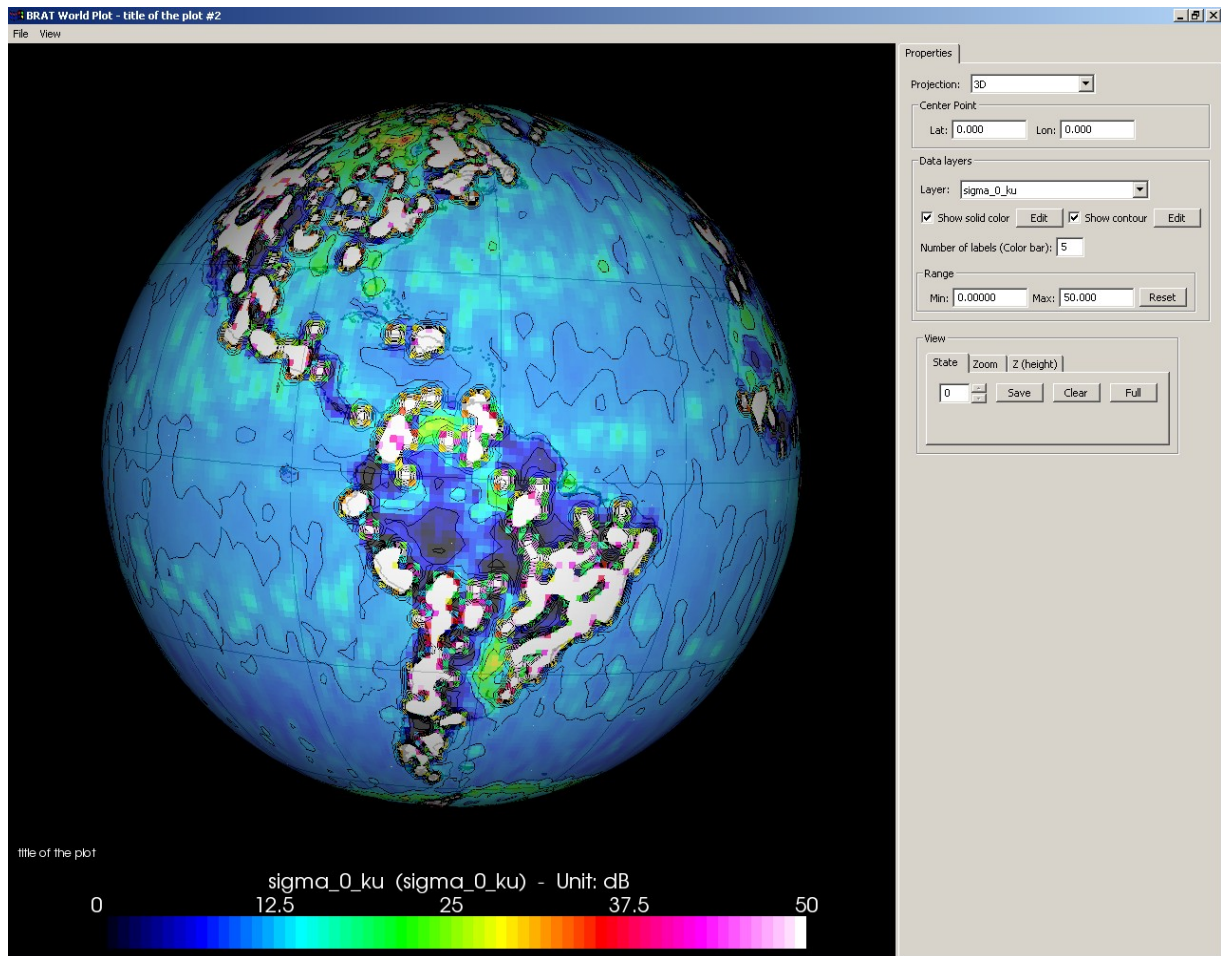 BRAT World Plot - title of the plot #2
File View
Properties
Projection: 3D
Center Point
Lat: 0.000 Lon: 0.000
Data layers
Layer: sigma_0_ku
Show solid color Edit Show contour Edit
Number of labels (Color bar): 5
Range
Min: 0.00000 Max: 50.000 Reset
View
State Zoom Z (height)
0 Save Clear Full
title of the plot
sigma_0_ku (sigma_0_ku) - Unit: dB
0 12.5 25 37.5 50